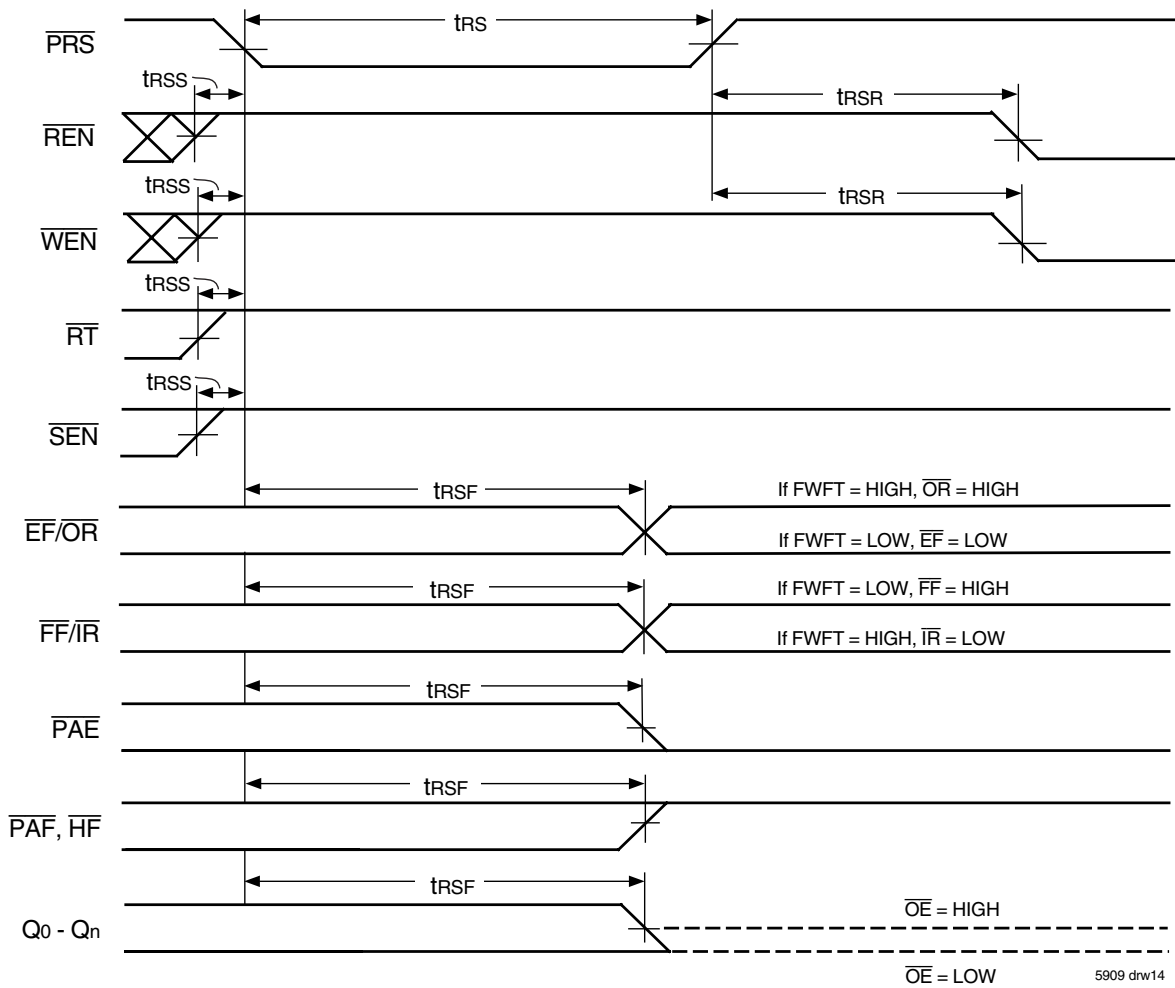 tRS
PRS
tRSS
tRSR
REN
tRSS
tRSR
WEN
tRSS
RT
tRSS
SEN
tRSF
If FWFT = HIGH, OR = HIGH
EF/OR
If FWFT = LOW, EF = LOW
tRSF
If FWFT = LOW, FF = HIGH
FF/IR
If FWFT = HIGH, IR = LOW
tRSF
PAE
tRSF
PAF, HF
tRSF
OE = HIGH
Q0 - Qn
OE = LOW
5909 drw14